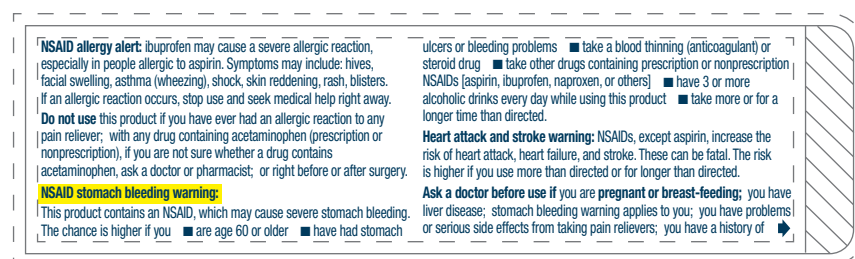 NSAID allergy alert: ibuprofen may cause a severe allergic reaction,
especially in people allergic to aspirin. Symptoms may include: hives,
facial swelling, asthma (wheezing), shock, skin reddening, rash, blisters.
If an allergic reaction occurs, stop use and seek medical help right away.
Do not use this product if you have ever had an allergic reaction to any
pain reliever; with any drug containing acetaminophen (prescription or
nonprescription), if you are not sure whether a drug contains
acetaminophen, ask a doctor or pharmacist; or right before or after surgery.
NSAID stomach bleeding warning:
This product contains an NSAID, which may cause severe stomach bleeding.
The chance is higher if you ■ are age 60 or older ■ have had stomach
ulcers or bleeding problems ■ take a blood thinning (anticoagulant) or
steroid drug ■ take other drugs containing prescription or nonprescription
NSAIDs [aspirin, ibuprofen, naproxen, or others] ■ have 3 or more
alcoholic drinks every day while using this product ■ take more or for a
longer time than directed.
Heart attack and stroke warning: NSAIDs, except aspirin, increase the
risk of heart attack, heart failure, and stroke. These can be fatal. The risk
is higher if you use more than directed or for longer than directed.
Ask a doctor before use if you are pregnant or breast-feeding; you have
liver disease; stomach bleeding warning applies to you; you have problems
or serious side effects from taking pain relievers; you have a history of